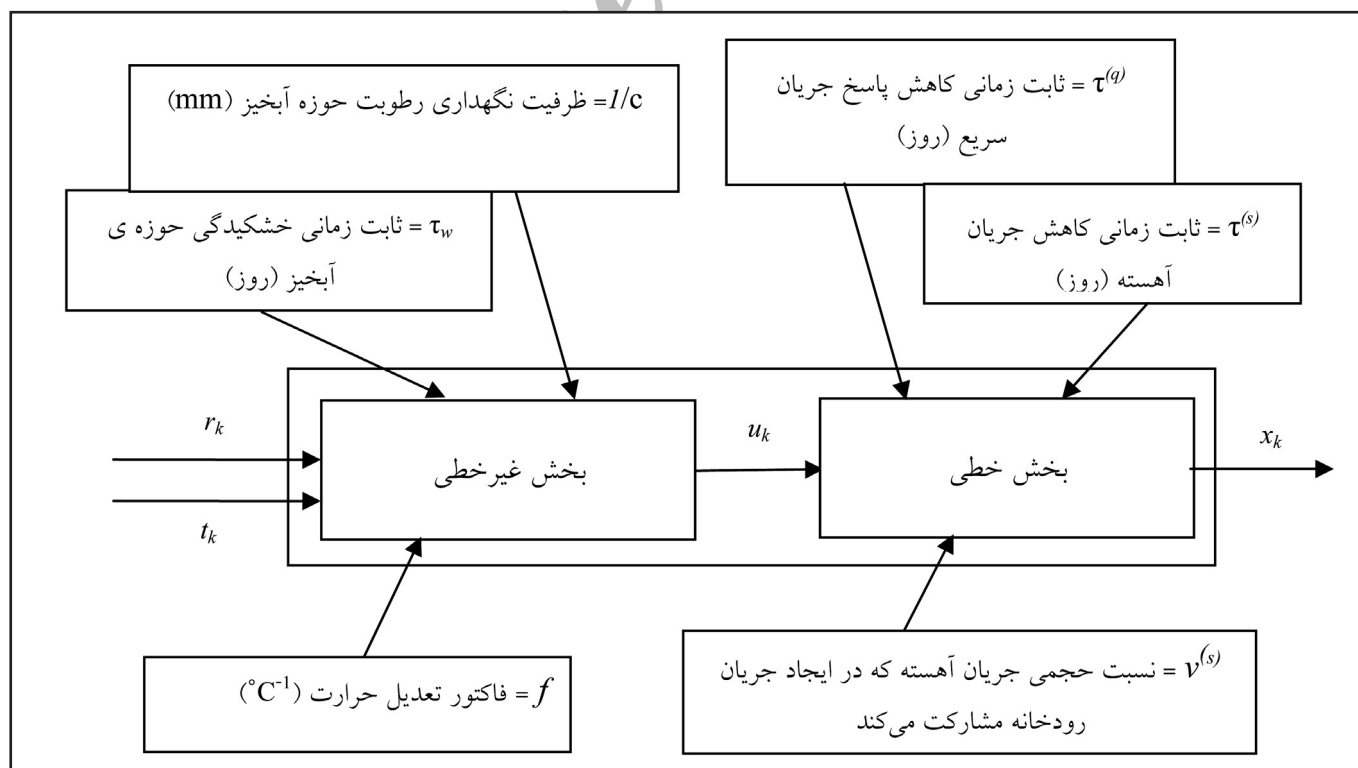 τ(q) = ثابت زمانی کاهش پاسخ جریان
سریع (روز)
1/c= ظرفیت نگهداری رطوبت حوزه آبخیز (mm)
τ(s) = ثابت زمانی کاهش جریان
آهسته (روز)
τw = ثابت زمانی خشکیدگی حوزه ی
آبخیز (روز)
rk
tk
بخش غیرخطی
uk
بخش خطی
xk
f = فاکتور تعدیل حرارت (°C-1)
v(s) = نسبت حجمی جریان آهسته که در ایجاد جریان
رودخانه مشارکت می‌کند